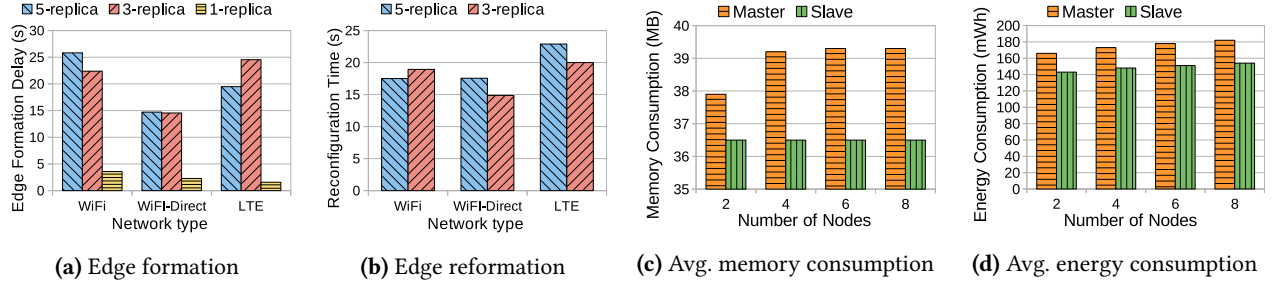 5-replica 3-replica 1-replica
Edge Formation Delay (s)
30
25
20
15
10
5
0
WiFi WiFI-Direct LTE
Network type
(a) Edge formation
5-replica 3-replica
Reconfiguration Time (s)
25
20
15
10
5
0
WiFi WiFI-Direct LTE
Network type
(b) Edge reformation
Master Slave
Memory Consumption (MB)
41
39
37
36
35
2 4 6 8
Number of Nodes
(c) Avg. memory consumption
Master Slave
Energy Consumption (mWh)
200
180
160
140
120
100
80
60
40
20
0
2 4 6 8
Number of Nodes
(d) Avg. energy consumption